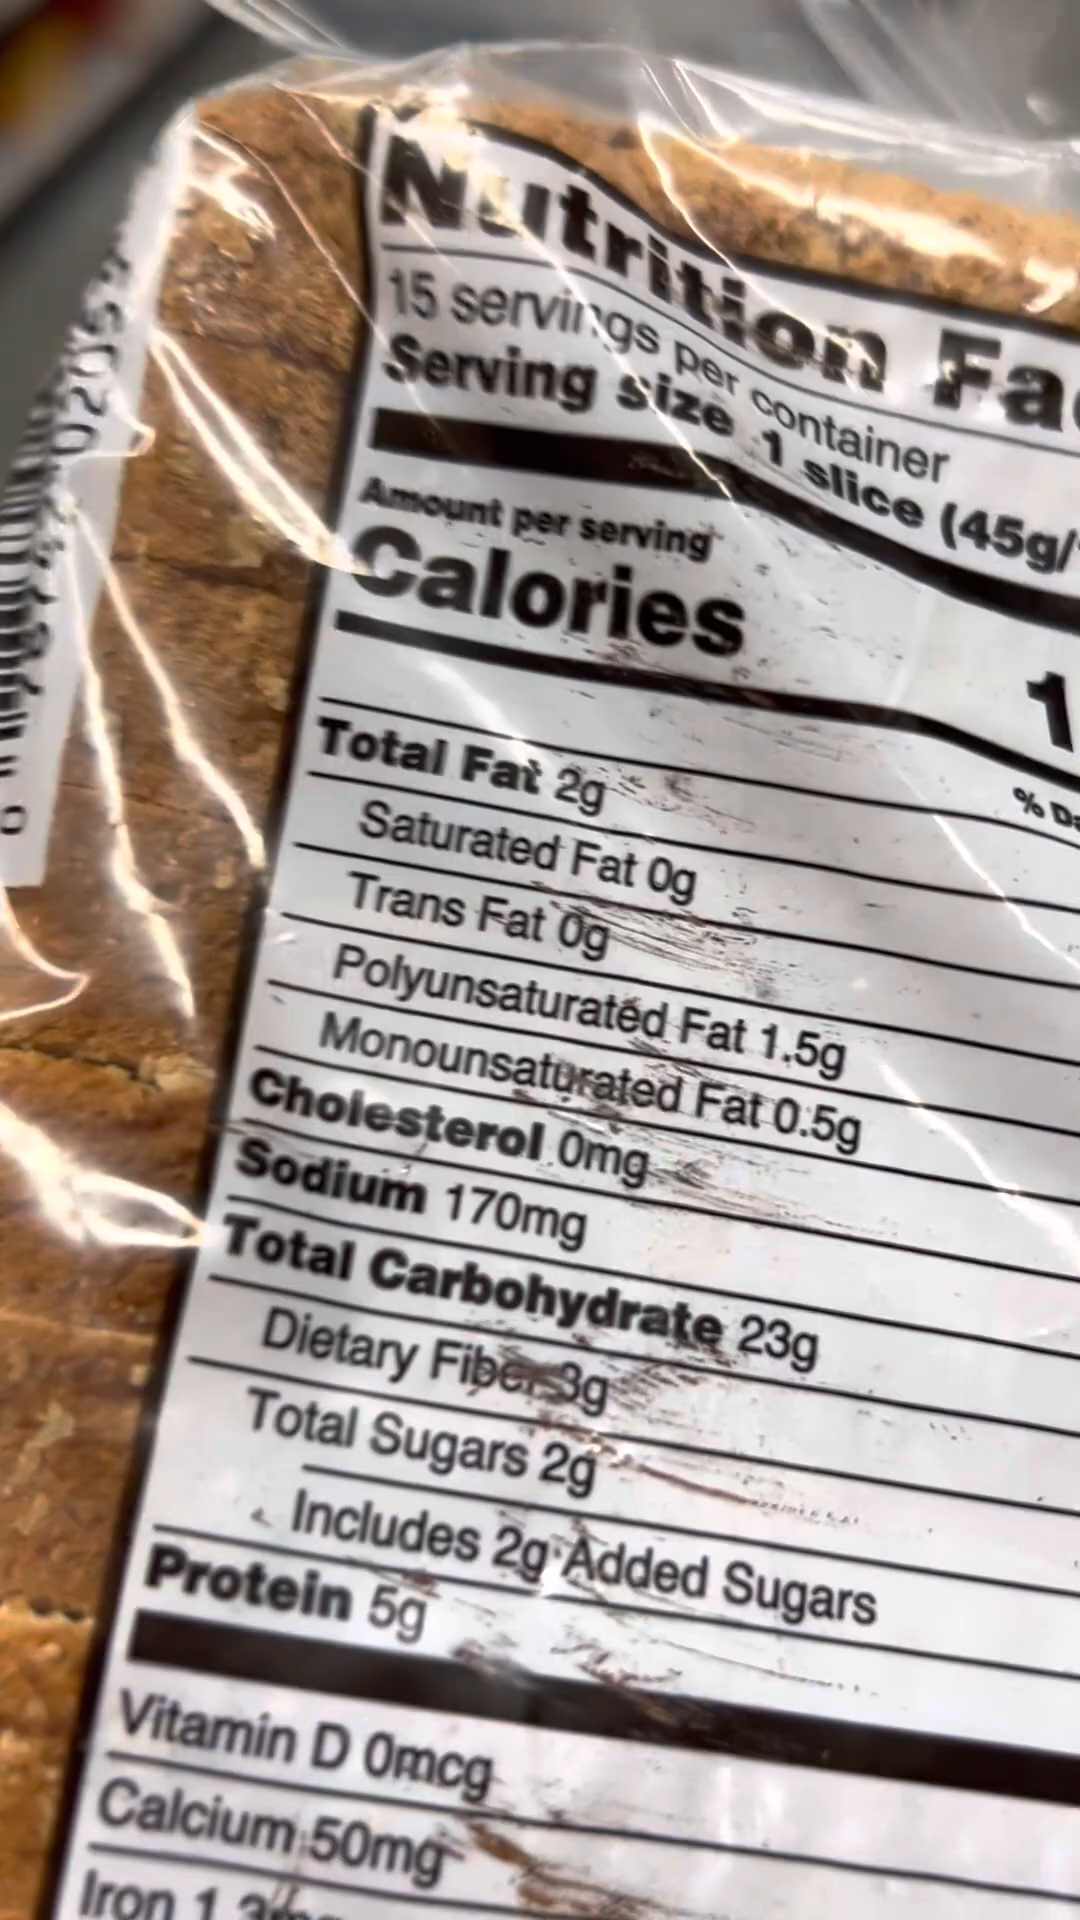 Nutrition Fa
15 servings per container
Serving size 1 slice (45g/
Amount per serving
Calories 1
% Da
Total Fat 2g
Saturated Fat 0g
Trans Fat 0g
Polyunsaturated Fat 1.5g
Monounsaturated Fat 0.5g
Cholesterol 0mg
Sodium 170mg
Total Carbohydrate 23g
Dietary Fiber 3g
Total Sugars 2g
Includes 2g Added Sugars
Protein 5g
Vitamin D 0mcg
Calcium 50mg
Iron 1.3mg